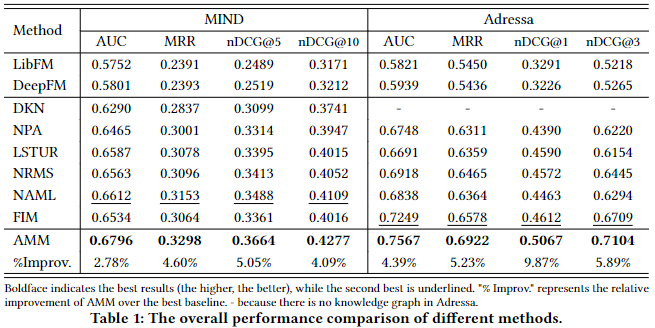 Method MIND Adressa
AUC MRR nDCG@5 nDCG@10 AUC MRR nDCG@1 nDCG@3
LibFM 0.5752 0.2391 0.2489 0.3171 0.5821 0.5450 0.3291 0.5218
DeepFM 0.5801 0.2393 0.2519 0.3212 0.5939 0.5436 0.3226 0.5265
DKN 0.6290 0.2837 0.3099 0.3741 - - - -
NPA 0.6465 0.3001 0.3314 0.3947 0.6748 0.6311 0.4390 0.6220
LSTUR 0.6587 0.3078 0.3395 0.4015 0.6691 0.6359 0.4590 0.6154
NRMS 0.6563 0.3096 0.3413 0.4052 0.6918 0.6465 0.4572 0.6445
NAML 0.6612 0.3153 0.3488 0.4109 0.6838 0.6364 0.4463 0.6294
FIM 0.6534 0.3064 0.3361 0.4016 0.7249 0.6578 0.4612 0.6709
AMM 0.6796 0.3298 0.3664 0.4277 0.7567 0.6922 0.5067 0.7104
%Improv. 2.78% 4.60% 5.05% 4.09% 4.39% 5.23% 9.87% 5.89%
Boldface indicates the best results (the higher, the better), while the second best is underlined. "% Improv." represents the relative
improvement of AMM over the best baseline. - because there is no knowledge graph in Adressa.
Table 1: The overall performance comparison of different methods.